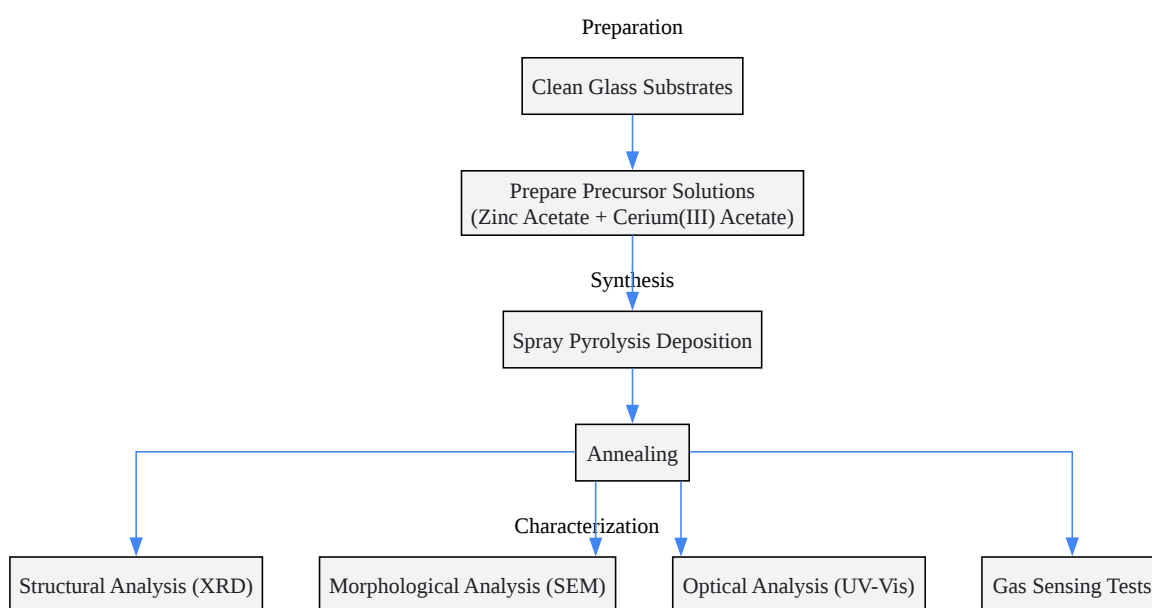 Preparation
Clean Glass Substrates
Prepare Precursor Solutions
(Zinc Acetate + Cerium(III) Acetate)
Synthesis
Spray Pyrolysis Deposition
Annealing
Characterization
Structural Analysis (XRD)
Morphological Analysis (SEM)
Optical Analysis (UV-Vis)
Gas Sensing Tests